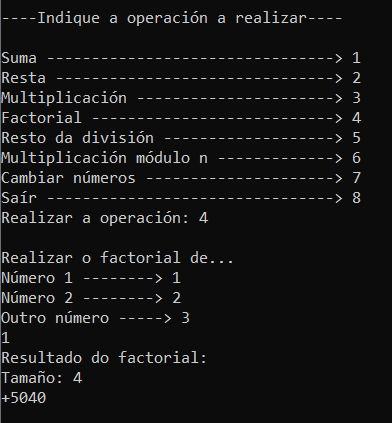 ----Indique a operación a realizar----
Suma --------------------------------> 1
Resta -------------------------------> 2
Multiplicación ----------------------> 3
Factorial ---------------------------> 4
Resto da división -------------------> 5
Multiplicación módulo n -------------> 6
Cambiar números ---------------------> 7
Saír --------------------------------> 8
Realizar a operación: 4
Realizar o factorial de...
Número 1 --------> 1
Número 2 --------> 2
Outro número -----> 3
1
Resultado do factorial:
Tamaño: 4
+5040